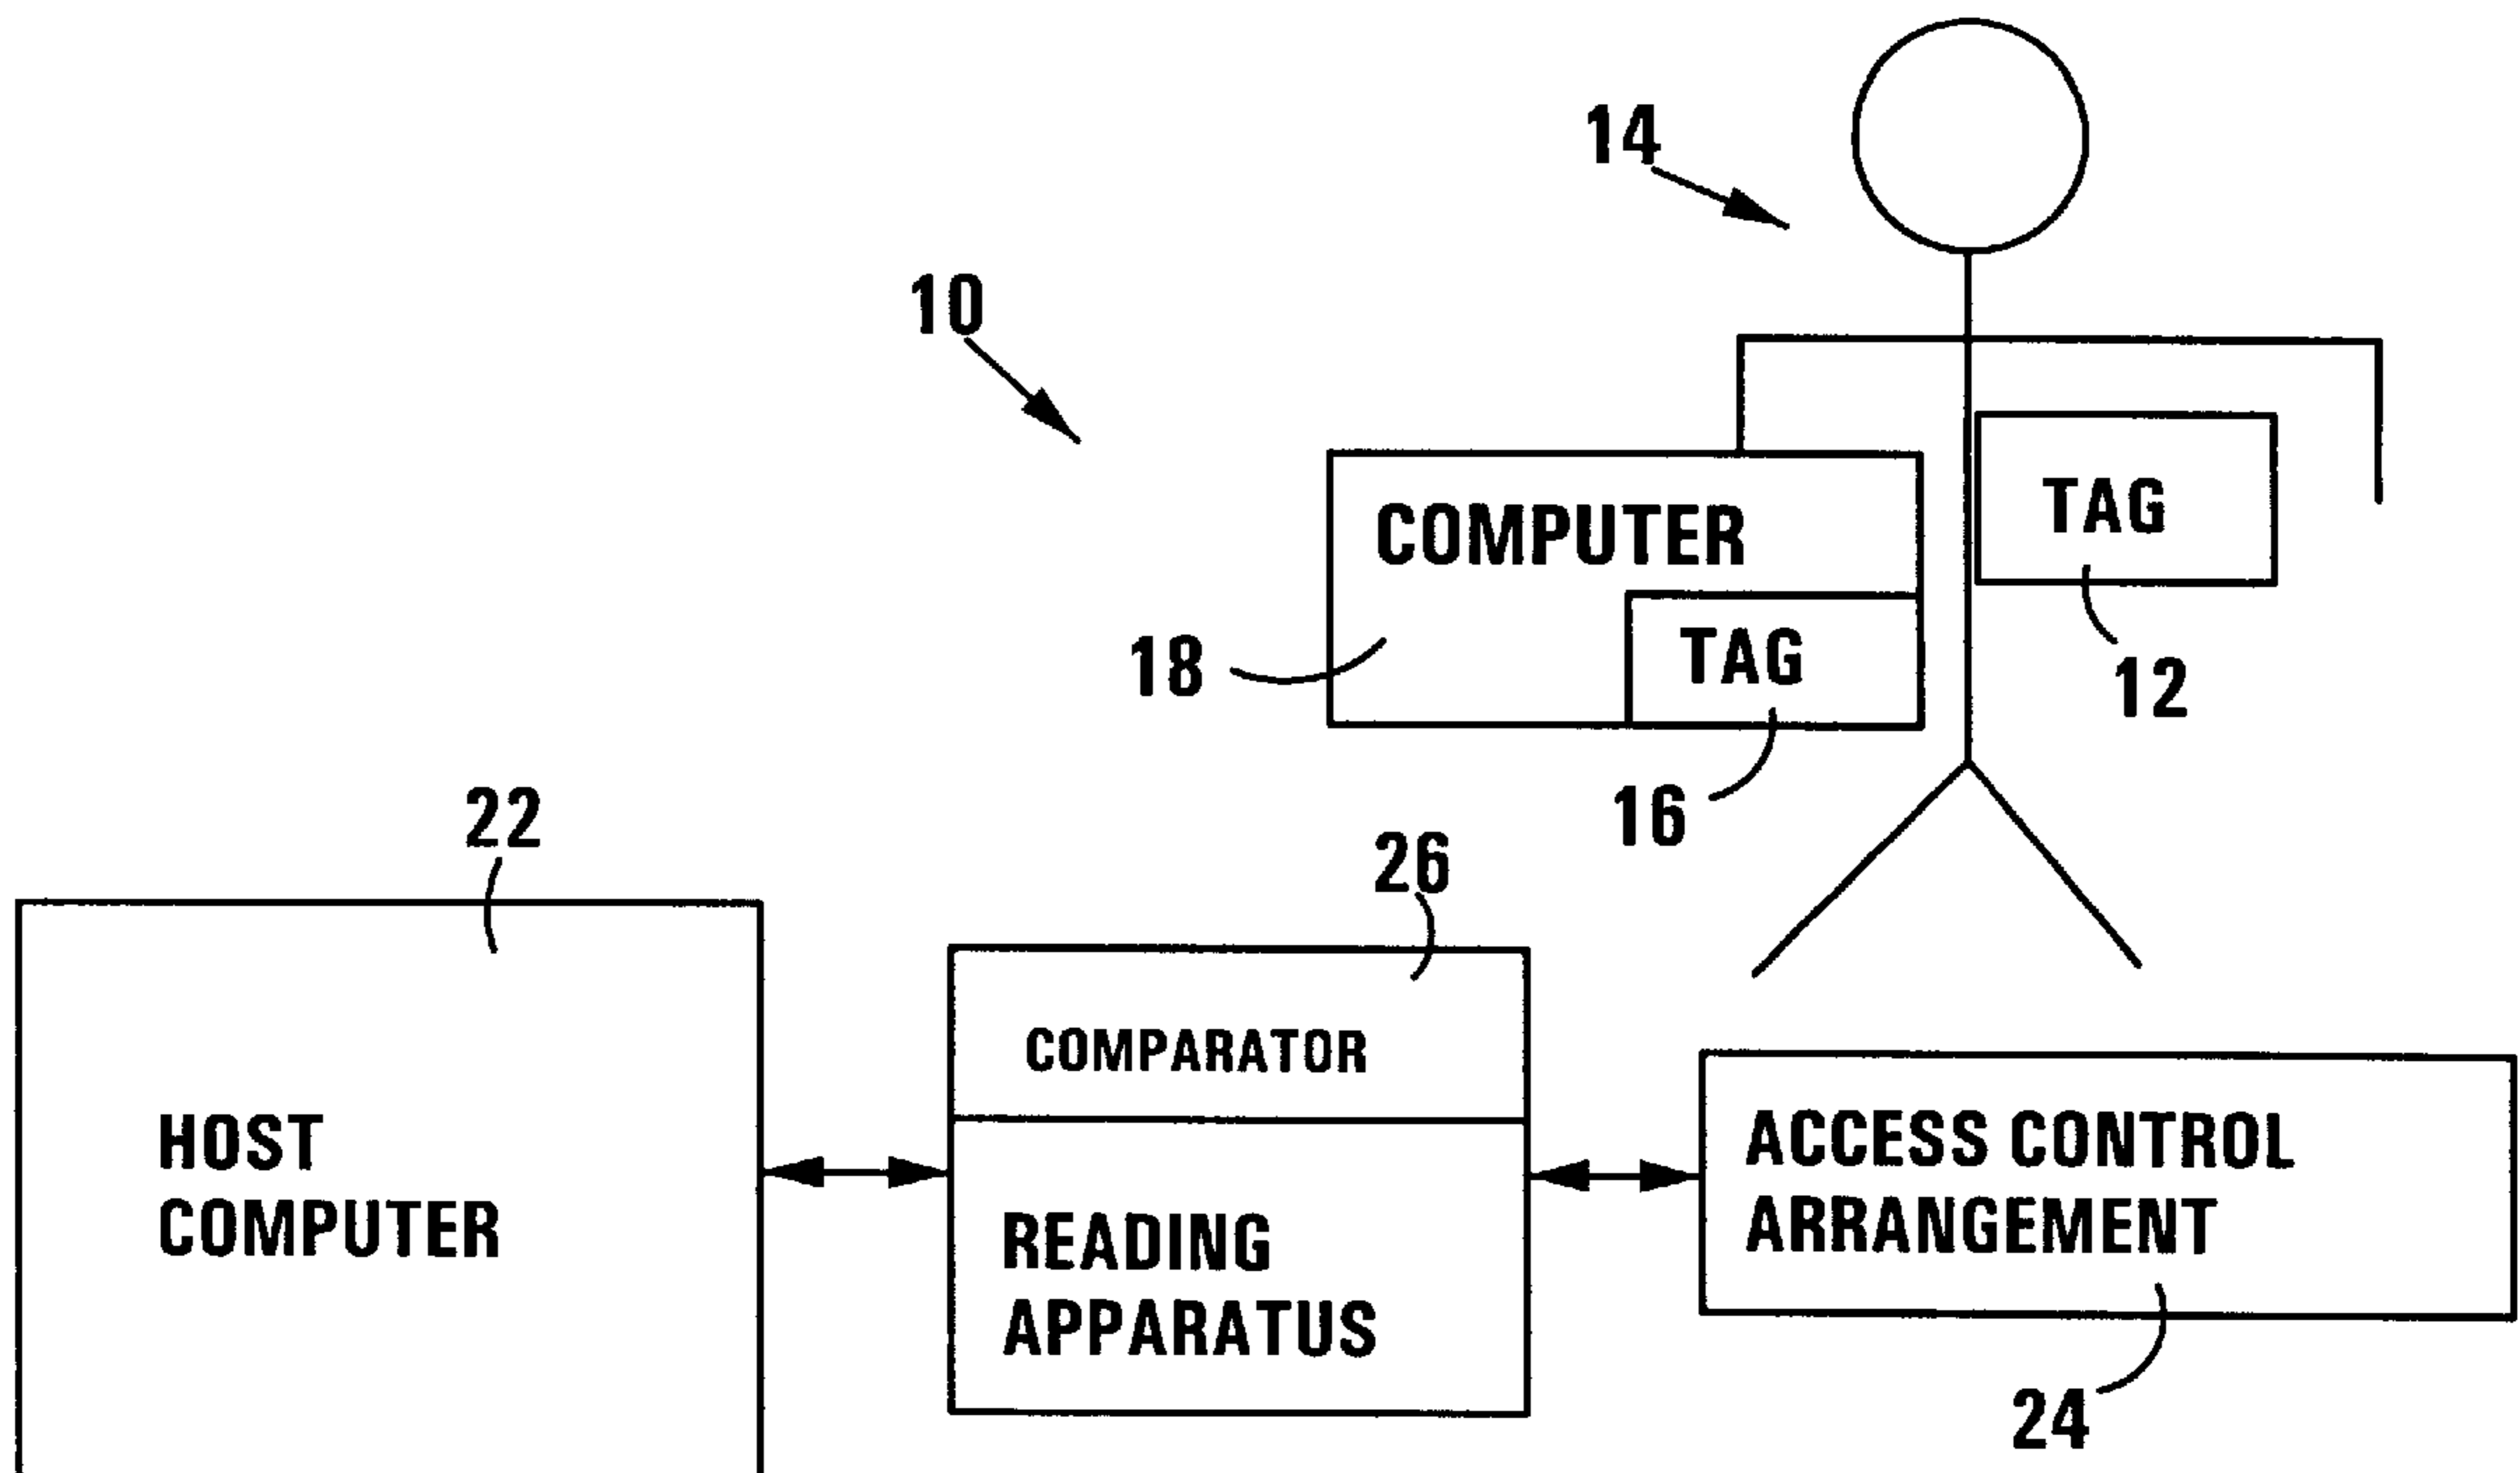 14
10
COMPUTER
TAG
TAG
18
12
16
22
26
COMPARATOR
HOST
COMPUTER
READING
APPARATUS
ACCESS CONTROL
ARRANGEMENT
24